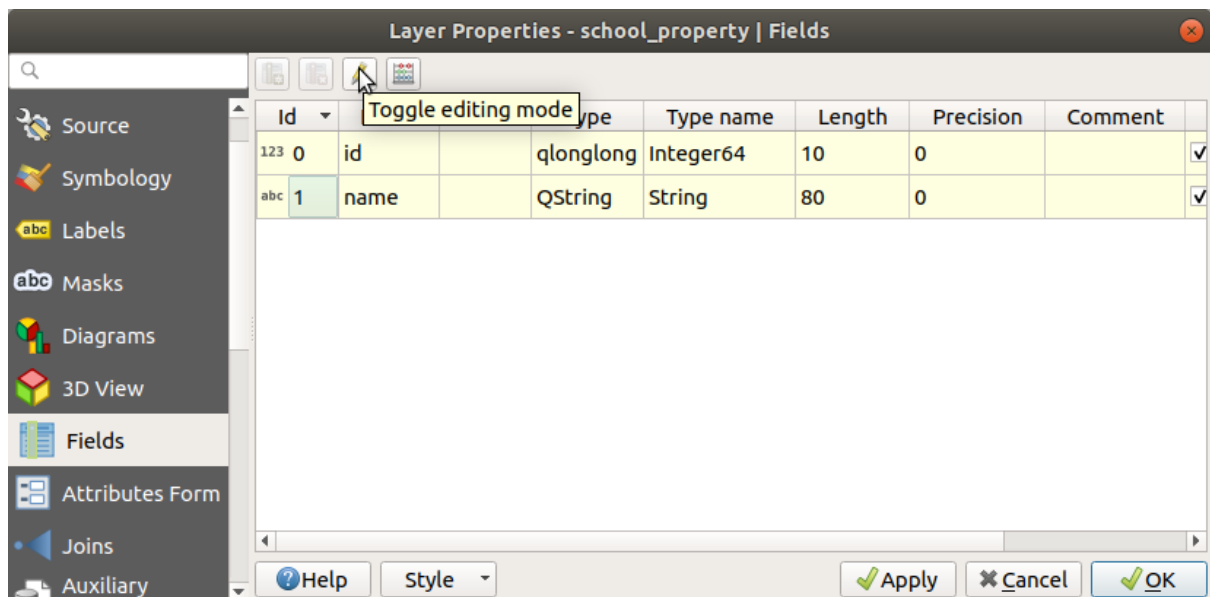 Layer Properties - school_property | Fields
Source
Symbology
abc Labels
abc Masks
Diagrams
3D View
Fields
Attributes Form
Joins
Auxiliary
Toggle editing mode
Id ype Type name Length Precision Comment
123 0 id qlonglong Integer64 10 0
abc 1 name QString String 80 0
Help Style Apply Cancel OK